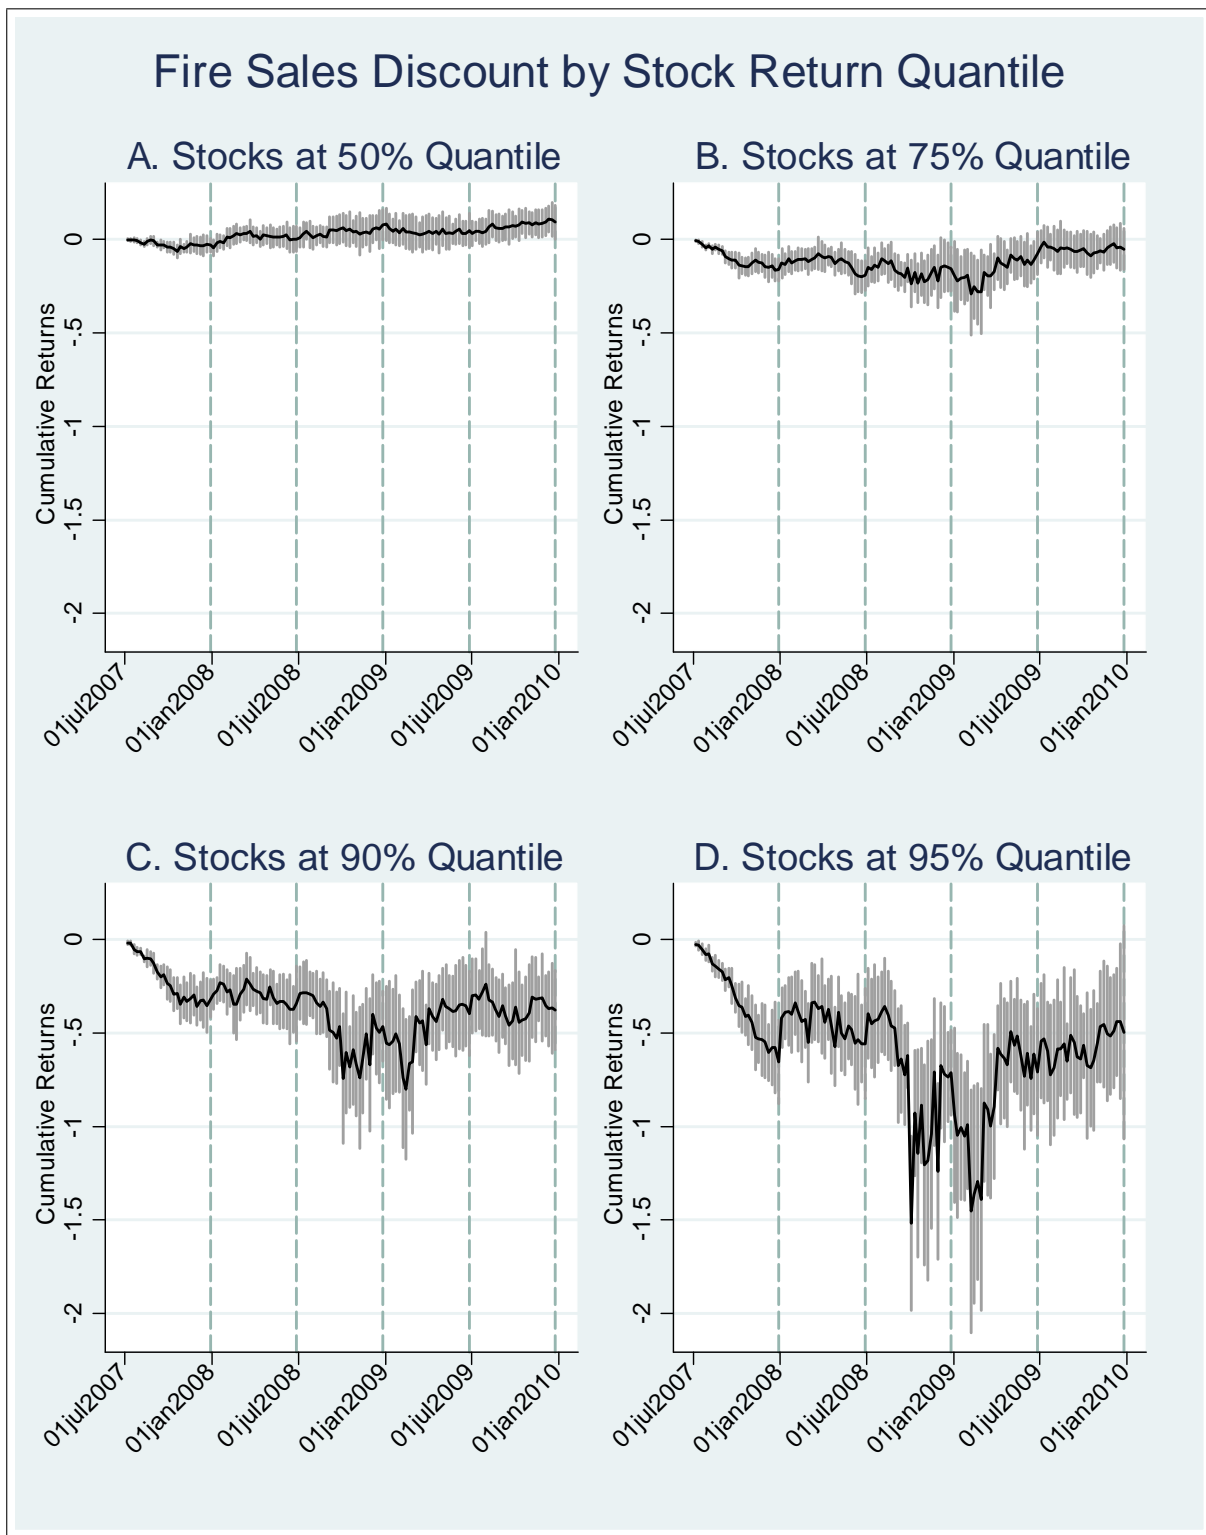 Fire Sales Discount by Stock Return Quantile
A. Stocks at 50% Quantile
Cumulative Returns
0
-.5
-1
-1.5
-2
01jul2007
01jan2008
01jul2008
01jan2009
01jul2009
01jan2010
B. Stocks at 75% Quantile
Cumulative Returns
0
-.5
-1
-1.5
-2
01jul2007
01jan2008
01jul2008
01jan2009
01jul2009
01jan2010
C. Stocks at 90% Quantile
Cumulative Returns
0
-.5
-1
-1.5
-2
01jul2007
01jan2008
01jul2008
01jan2009
01jul2009
01jan2010
D. Stocks at 95% Quantile
Cumulative Returns
0
-.5
-1
-1.5
-2
01jul2007
01jan2008
01jul2008
01jan2009
01jul2009
01jan2010